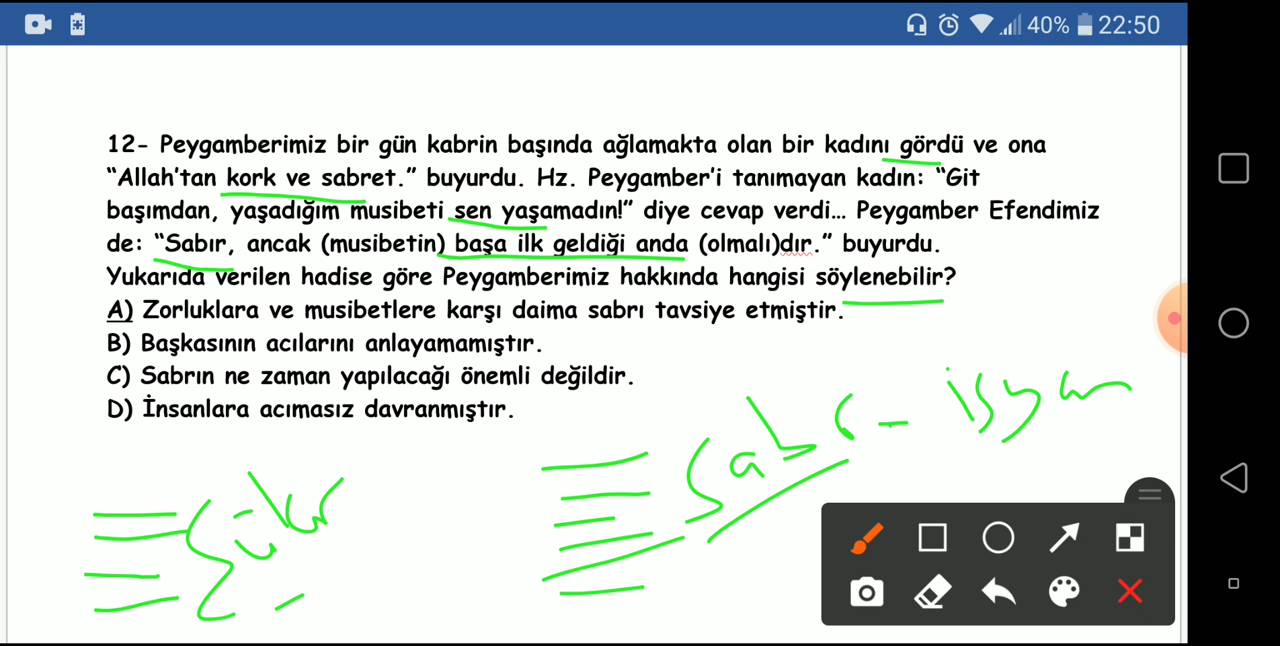 40% 22:50
12- Peygamberimiz bir gün kabrin başında ağlamakta olan bir kadını gördü ve ona
“Allah’tan kork ve sabret.” buyurdu. Hz. Peygamber’i tanımayan kadın: “Git
başımdan, yaşadığım musibeti sen yaşamadın!” diye cevap verdi... Peygamber Efendimiz
de: “Sabır, ancak (musibetin) başa ilk geldiği anda (olmalı)dır.” buyurdu.
Yukarıda verilen hadise göre Peygamberimiz hakkında hangisi söylenebilir?
A) Zorluklara ve musibetlere karşı daima sabrı tavsiye etmiştir.
B) Başkasının acılarını anlayamamıştır.
C) Sabrın ne zaman yapılacağı önemli değildir.
D) İnsanlara acımasız davranmıştır.
Sabır - isyan
Şükür